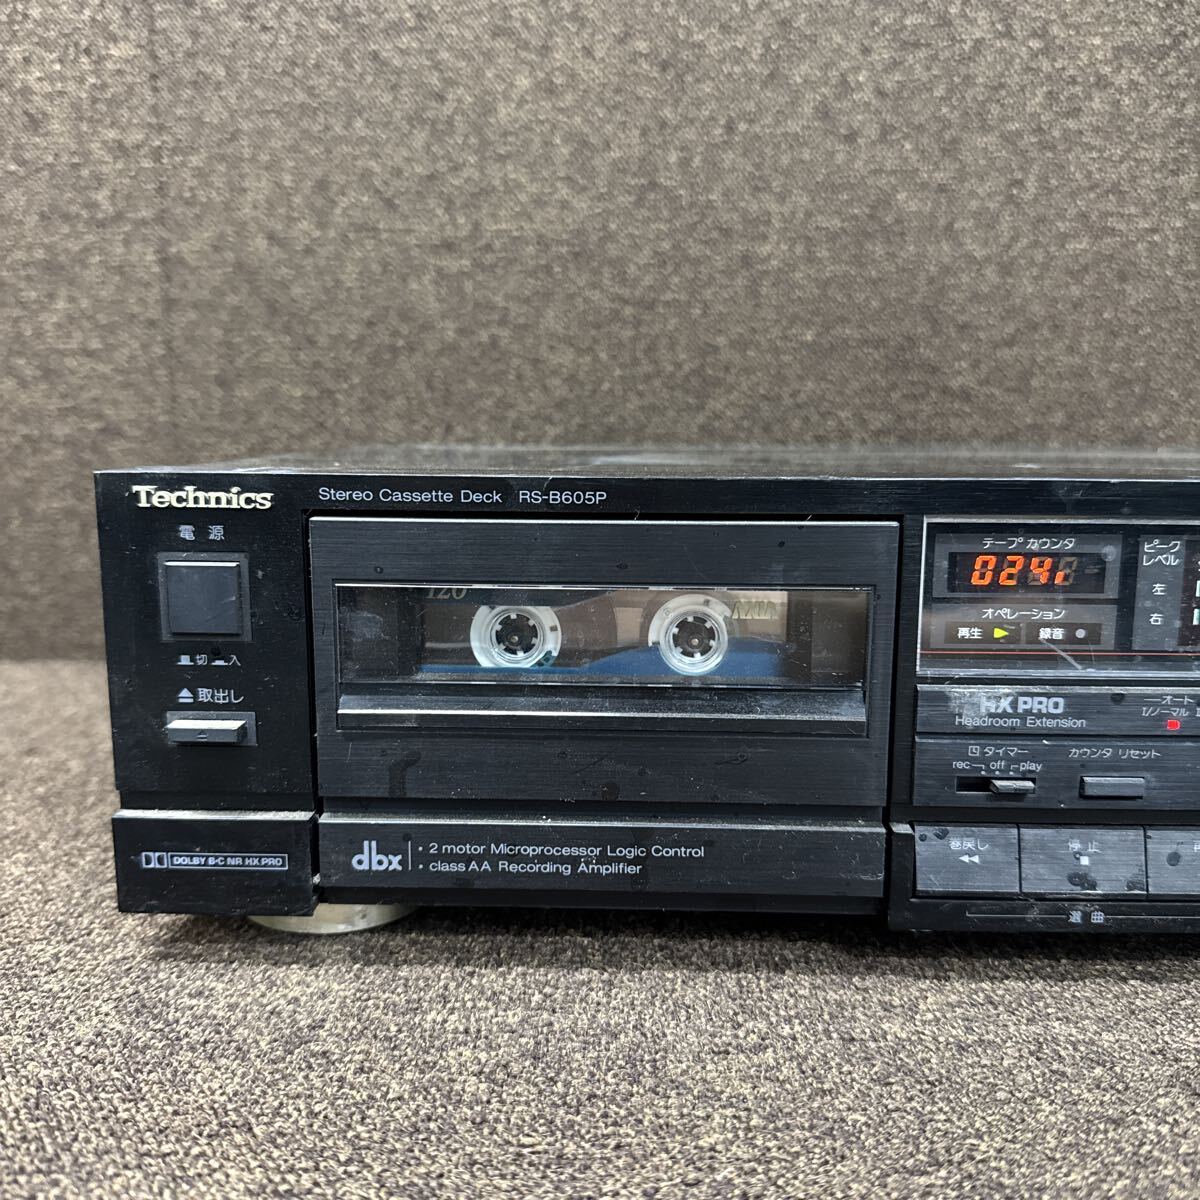 Technics
Stereo Cassette Deck RS-B605P
電源
切 入
取出し
120
AXIA
テープ カウンタ
024
オペレーション
再生 録音
ピーク
レベル
左
右
HX PRO
Headroom Extension
オート
I/ノーマル
タイマー
rec off play
カウンタ リセット
巻戻し
停止
選曲
DOLBY B·C NR HX PRO
dbx
· 2 motor Microprocessor Logic Control
· class AA Recording Amplifier